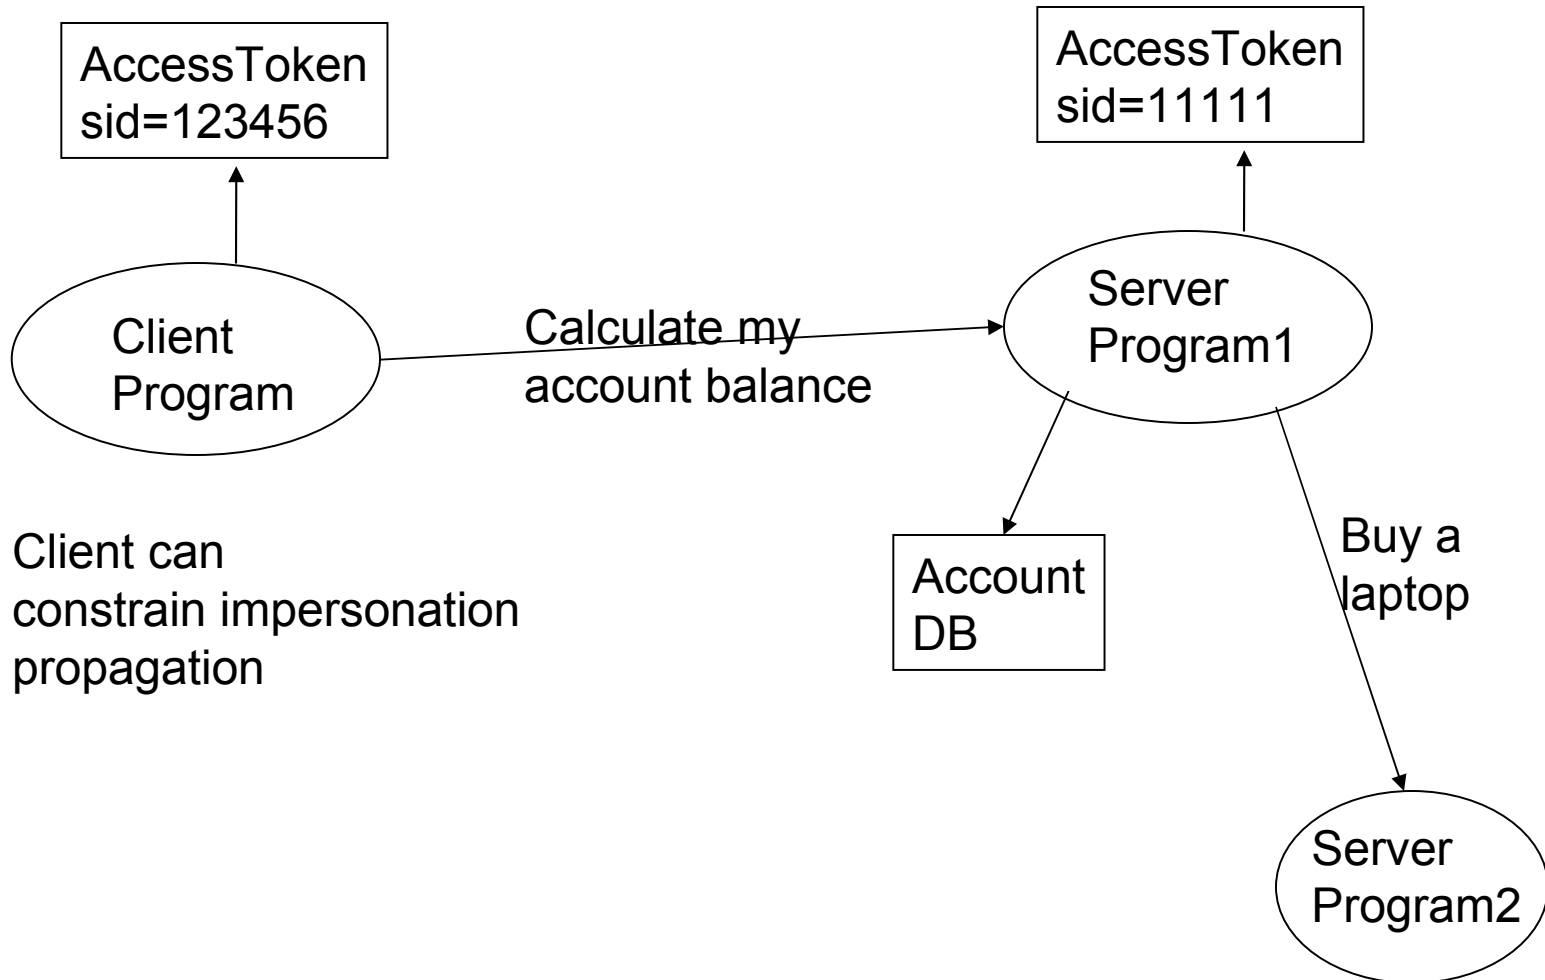 AccessToken
sid=123456
AccessToken
sid=11111
Client
Program
Calculate my
account balance
Server
Program1
Client can
constrain impersonation
propagation
Account
DB
Buy a
laptop
Server
Program2